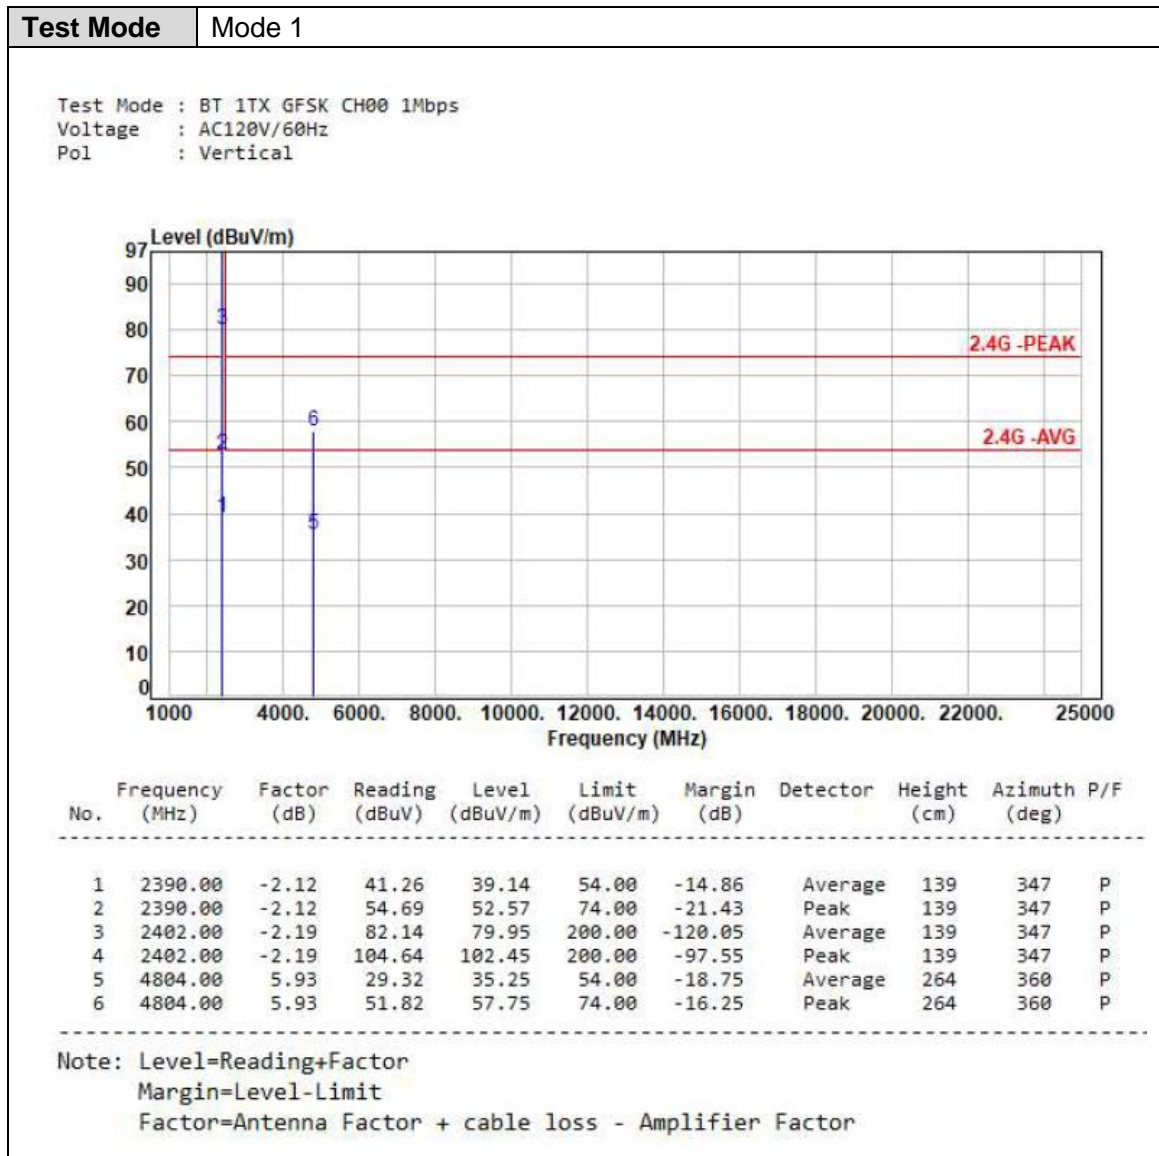 Test Mode Mode 1
Test Mode : BT 1TX GFSK CH00 1Mbps
Voltage : AC120V/60Hz
Pol : Vertical
Level (dBuV/m)
97
90
3
80
2.4G -PEAK
70
60
6
2.4G -AVG
2
50
1
40
5
30
20
10
0
1000 4000. 6000. 8000. 10000. 12000. 14000. 16000. 18000. 20000. 22000. 25000
Frequency (MHz)
Frequency Factor Reading Level Limit Margin Detector Height Azimuth P/F
No. (MHz) (dB) (dBuV) (dBuV/m) (dBuV/m) (dB) (cm) (deg)
1 2390.00 -2.12 41.26 39.14 54.00 -14.86 Average 139 347 P
2 2390.00 -2.12 54.69 52.57 74.00 -21.43 Peak 139 347 P
3 2402.00 -2.19 82.14 79.95 200.00 -120.05 Average 139 347 P
4 2402.00 -2.19 104.64 102.45 200.00 -97.55 Peak 139 347 P
5 4804.00 5.93 29.32 35.25 54.00 -18.75 Average 264 360 P
6 4804.00 5.93 51.82 57.75 74.00 -16.25 Peak 264 360 P
Note: Level=Reading+Factor
Margin=Level-Limit
Factor=Antenna Factor + cable loss - Amplifier Factor